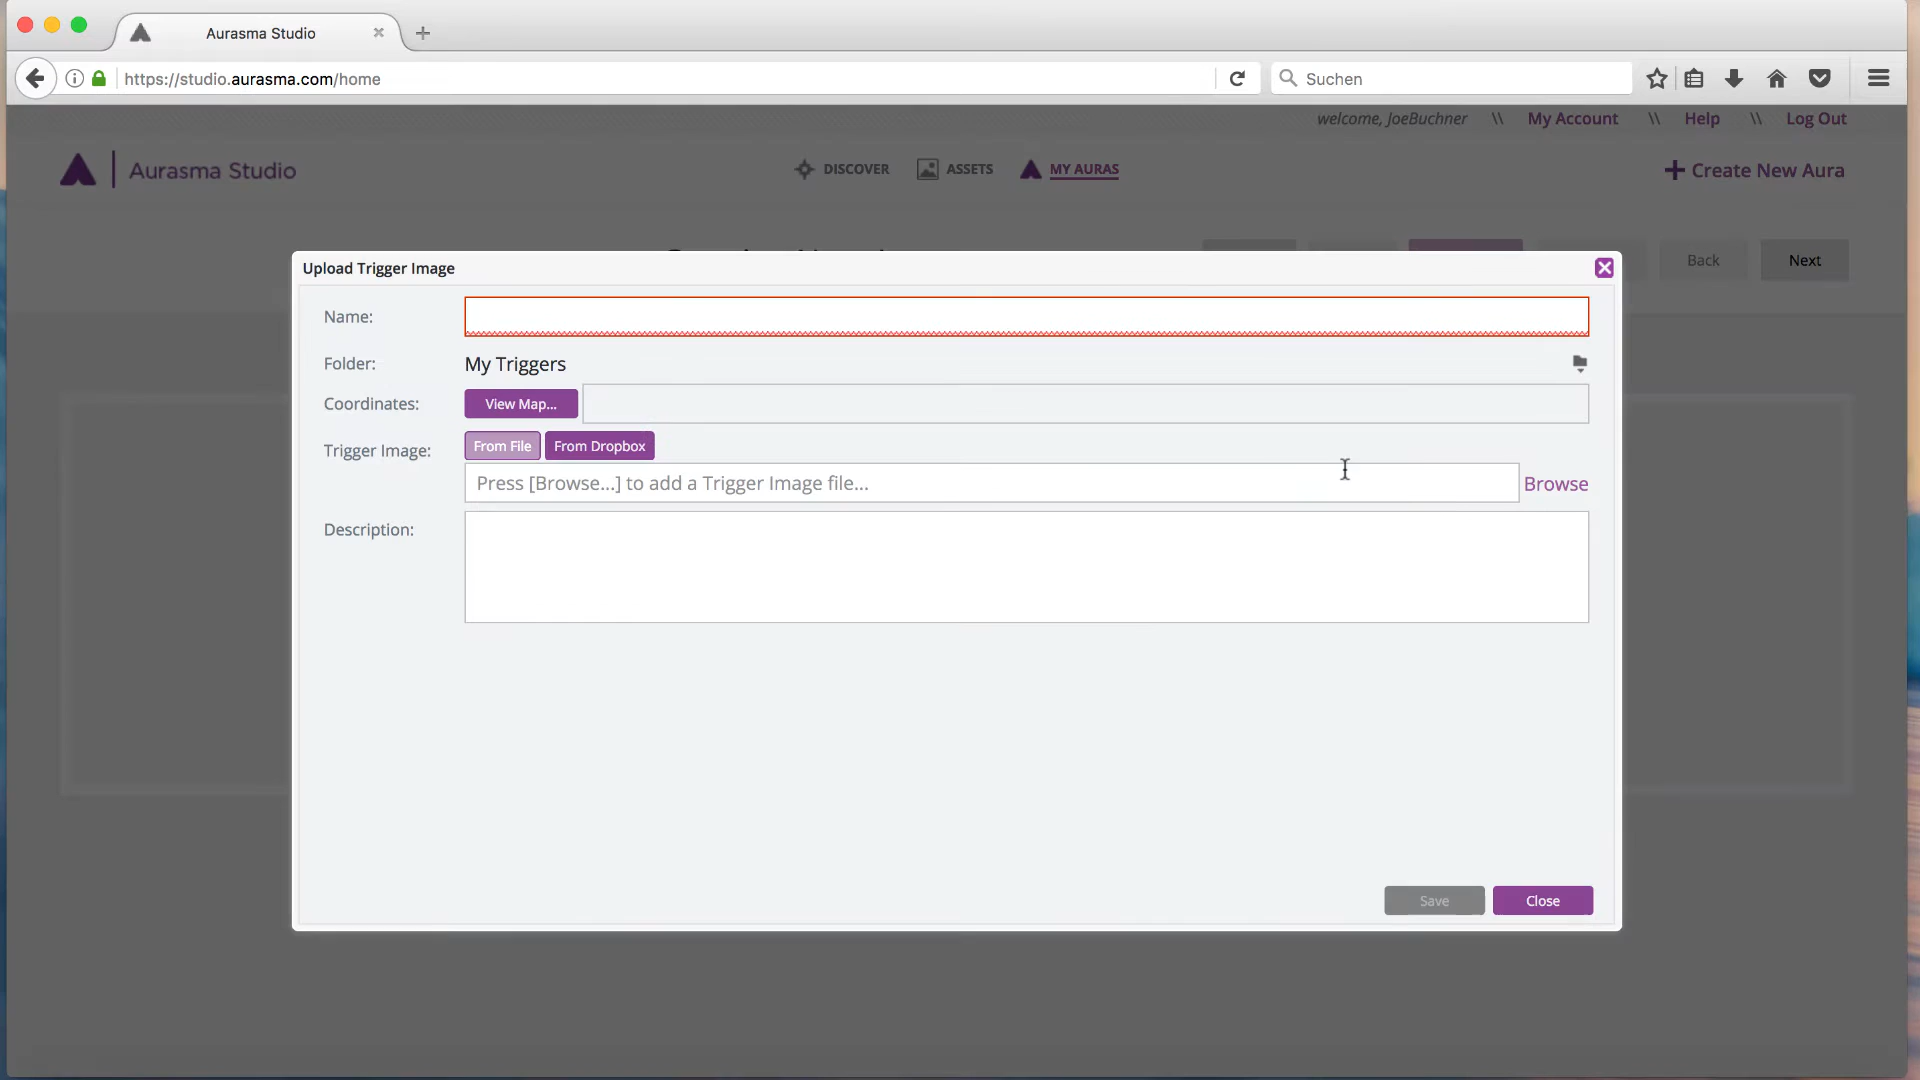 Aurasma Studio
https://studio.aurasma.com/home
Suchen
welcome, JoeBuchner \\ My Account \\ Help \\ Log Out
Aurasma Studio
DISCOVER
ASSETS
MY AURAS
Create New Aura
Back
Next
Upload Trigger Image
Name:
Folder:
My Triggers
Coordinates:
View Map...
Trigger Image:
From File
From Dropbox
Press [Browse...] to add a Trigger Image file...
Browse
Description:
Save
Close